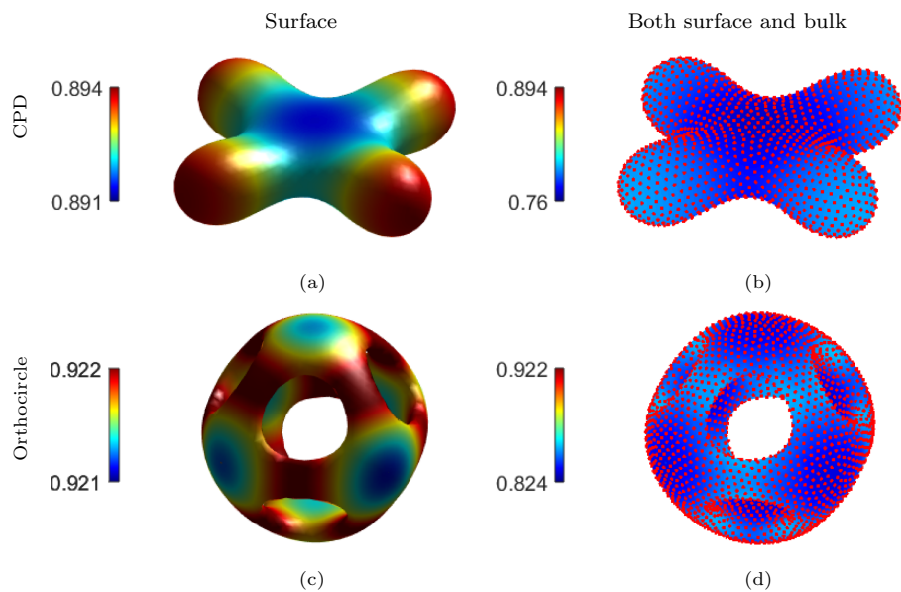 Surface
Both surface and bulk
CPD
0.894
0.891
0.894
0.76
(a)
(b)
Orthocircle
0.922
0.921
0.922
0.824
(c)
(d)